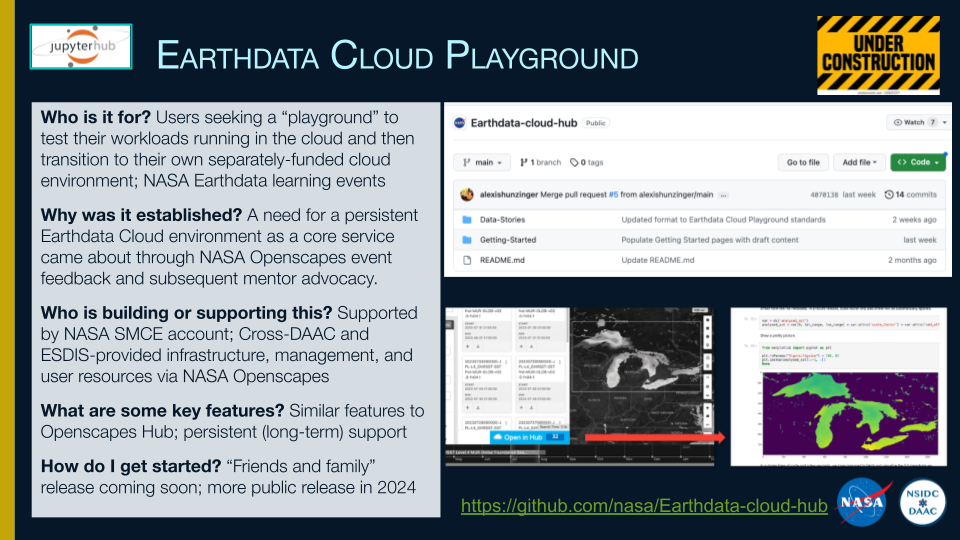 jupyterhub
EARTHDATA CLOUD PLAYGROUND
UNDER
CONSTRUCTION
Who is it for? Users seeking a “playground” to
test their workloads running in the cloud and then
transition to their own separately-funded cloud
environment; NASA Earthdata learning events
Why was it established? A need for a persistent
Earthdata Cloud environment as a core service
came about through NASA Openscapes event
feedback and subsequent mentor advocacy.
Who is building or supporting this? Supported
by NASA SMCE account; Cross-DAAC and
ESDIS-provided infrastructure, management, and
user resources via NASA Openscapes
What are some key features? Similar features to
Openscapes Hub; persistent (long-term) support
How do I get started? “Friends and family”
release coming soon; more public release in 2024
Earthdata-cloud-hub Public Watch 7
main 1 branch 0 tags Go to file Add file Code
alexishunzinger Merge pull request #5 from alexishunzinger/main ... 4070138 last week 14 commits
Data-Stories Updated format to Earthdata Cloud Playground standards 2 weeks ago
Getting-Started Populate Getting Started pages with draft content last week
README.md Update README.md 2 months ago
Open in Hub 32
https://github.com/nasa/Earthdata-cloud-hub
NASA
NSIDC
DAAC